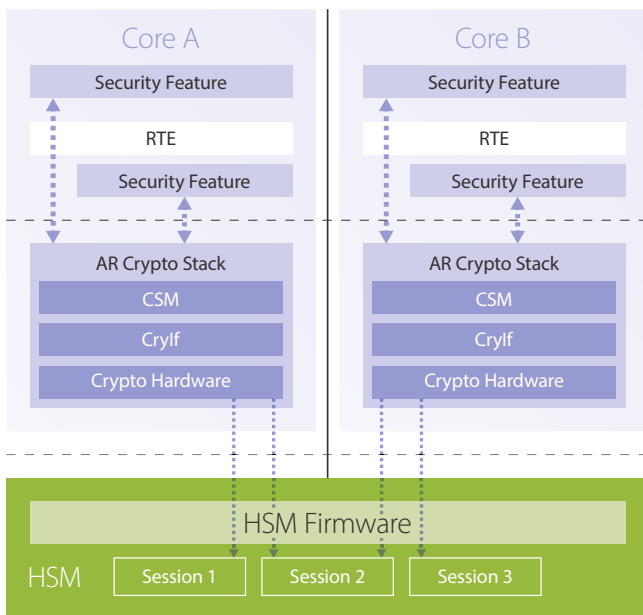 Core A
Security Feature
RTE
Security Feature
AR Crypto Stack
CSM
CryIf
Crypto Hardware
Core B
Security Feature
RTE
Security Feature
AR Crypto Stack
CSM
CryIf
Crypto Hardware
HSM Firmware
HSM
Session 1
Session 2
Session 3